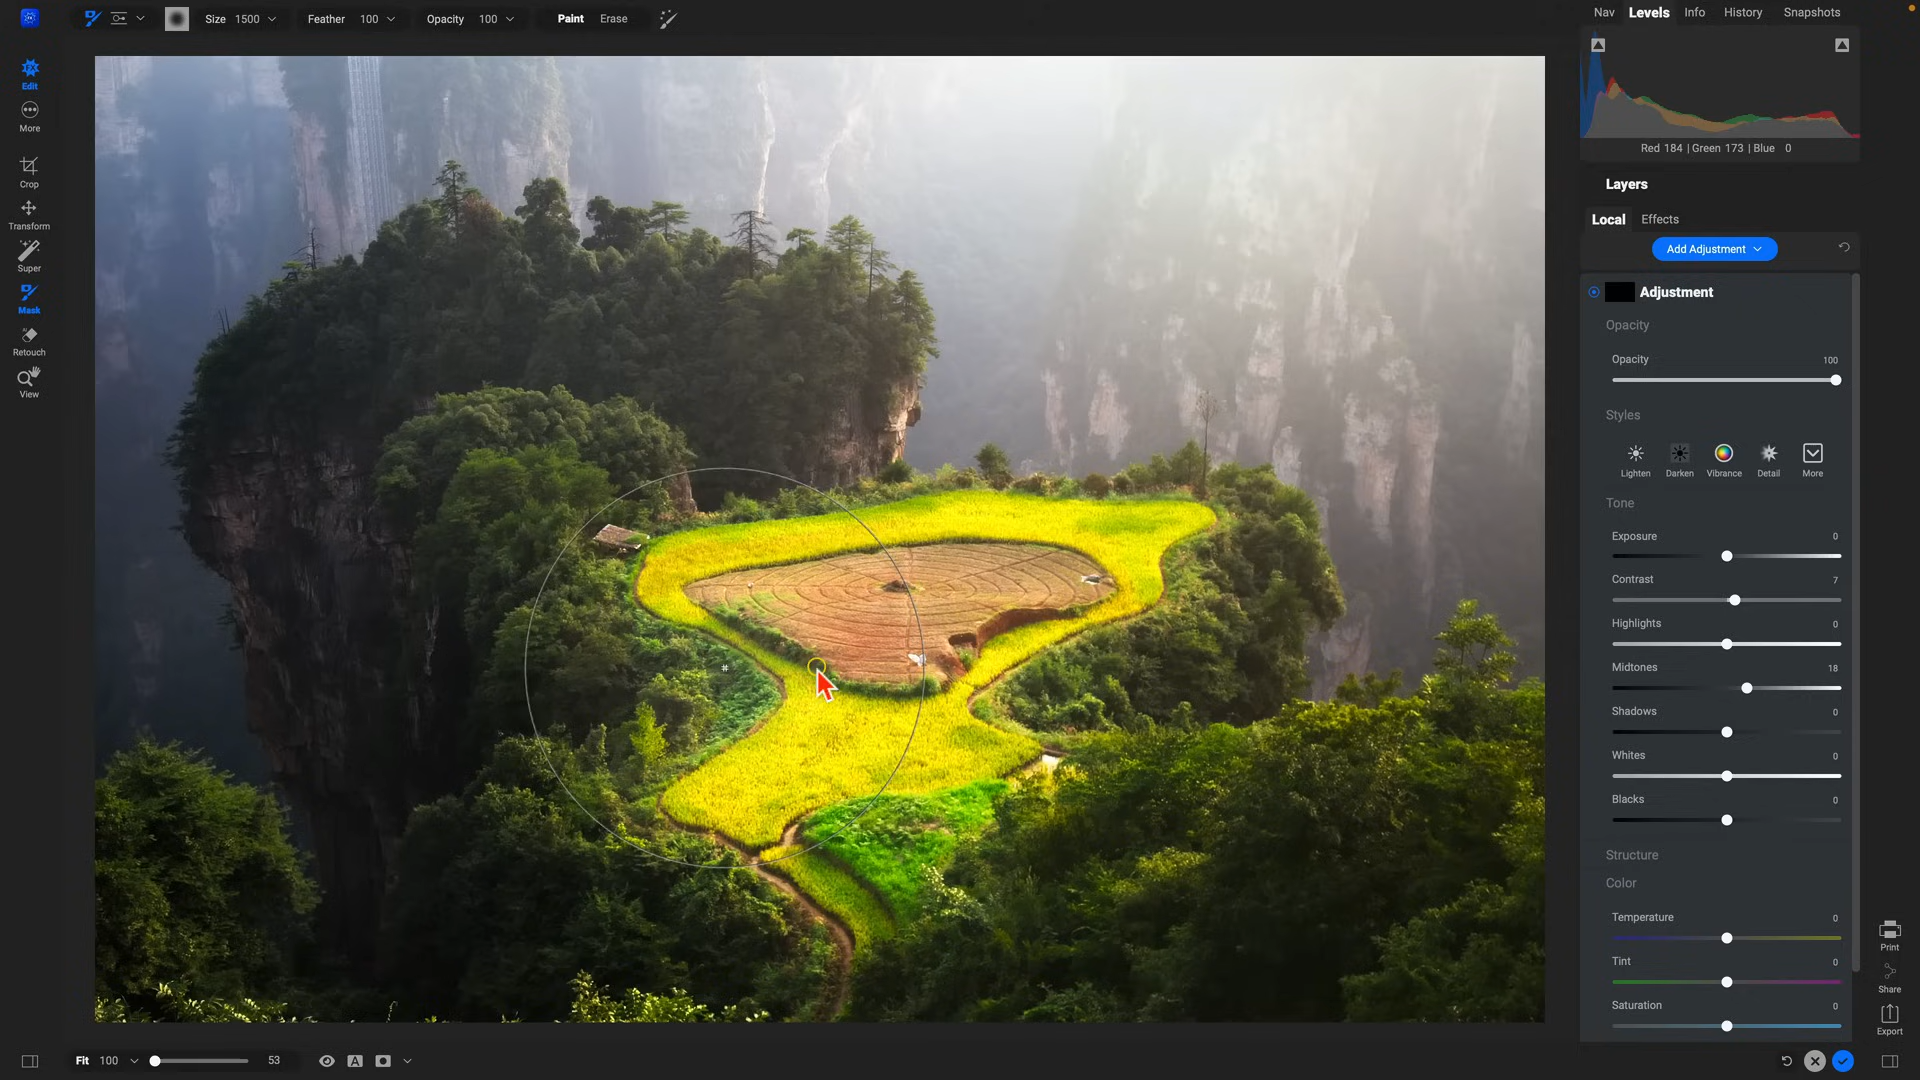 Size 1500 Feather 100 Opacity 100 Paint Erase
Nav Levels Info History Snapshots
Edit
More
Crop
Transform
Super
Mask
AI
Retouch
View
Red 184 | Green 173 | Blue 0
Layers
Local Effects
Add Adjustment
Adjustment
Opacity
Opacity 100
Styles
Lighten Darken Vibrance Detail More
Tone
Exposure 0
Contrast 7
Highlights 0
Midtones 18
Shadows 0
Whites 0
Blacks 0
Structure
Color
Temperature 0
Tint 0
Saturation 0
Print
Share
Export
Fit 100 53 A